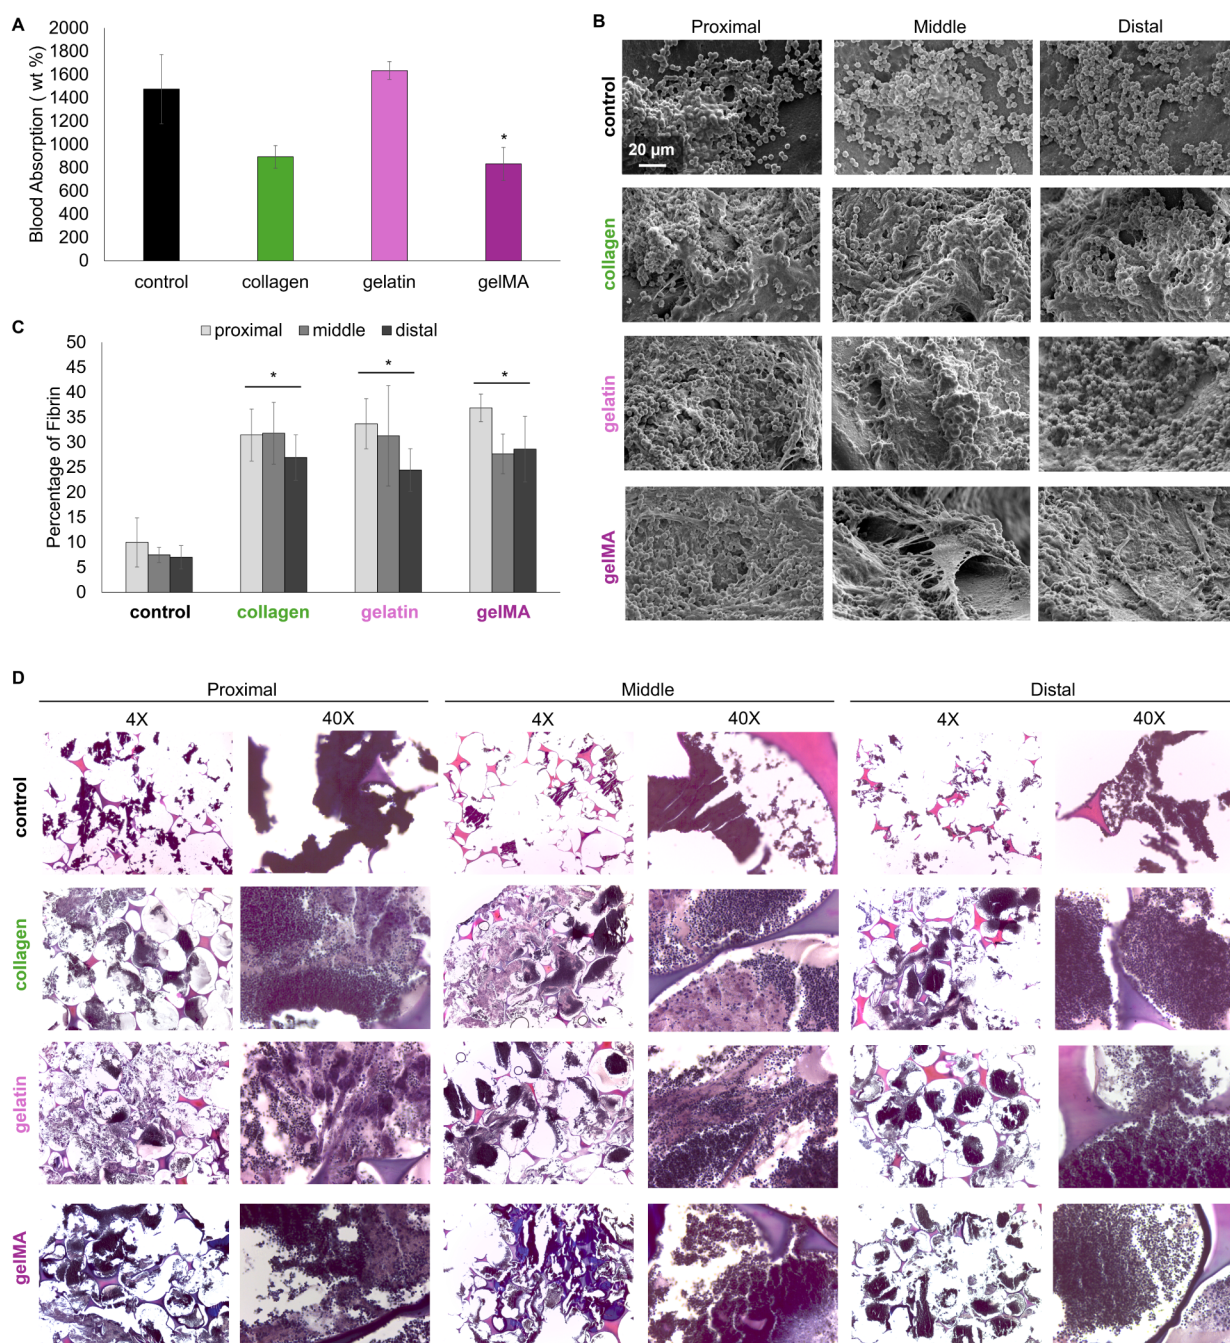 A
2000
1800
1600
1400
1200
1000
800
600
400
200
0
Blood Absorption ( wt %)
*
control collagen gelatin gelMA
B
Proximal Middle Distal
control
20 µm
collagen
gelatin
gelMA
C
proximal middle distal
50
45
40
35
30
25
20
15
10
5
0
Percentage of Fibrin
* * *
control collagen gelatin gelMA
D
Proximal Middle Distal
4X 40X 4X 40X 4X 40X
control
collagen
gelatin
gelMA